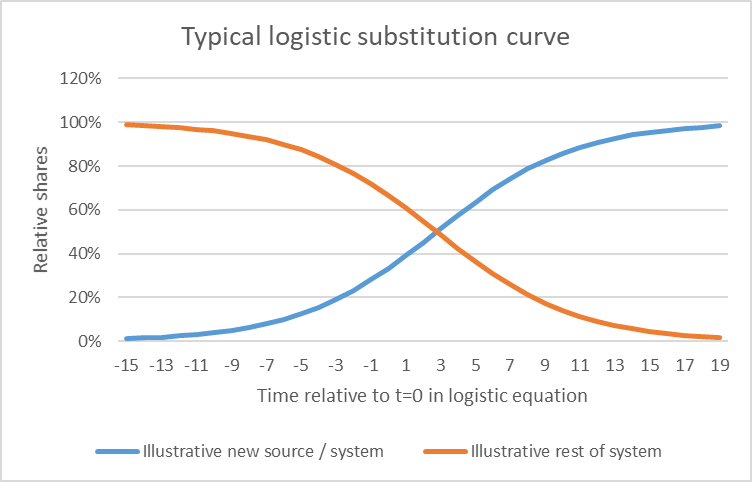 Typical logistic substitution curve
120%
100%
80%
60%
40%
20%
0%
Relative shares
-15 -13 -11 -9 -7 -5 -3 -1 1 3 5 7 9 11 13 15 17 19
Time relative to t=0 in logistic equation
Illustrative new source / system Illustrative rest of system